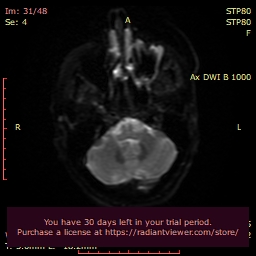 Im: 31/48
Se: 4
STP80
STP80
F
A
Ax DWI B 1000
R
L
You have 30 days left in your trial period.
Purchase a license at https://radiantviewer.com/store/